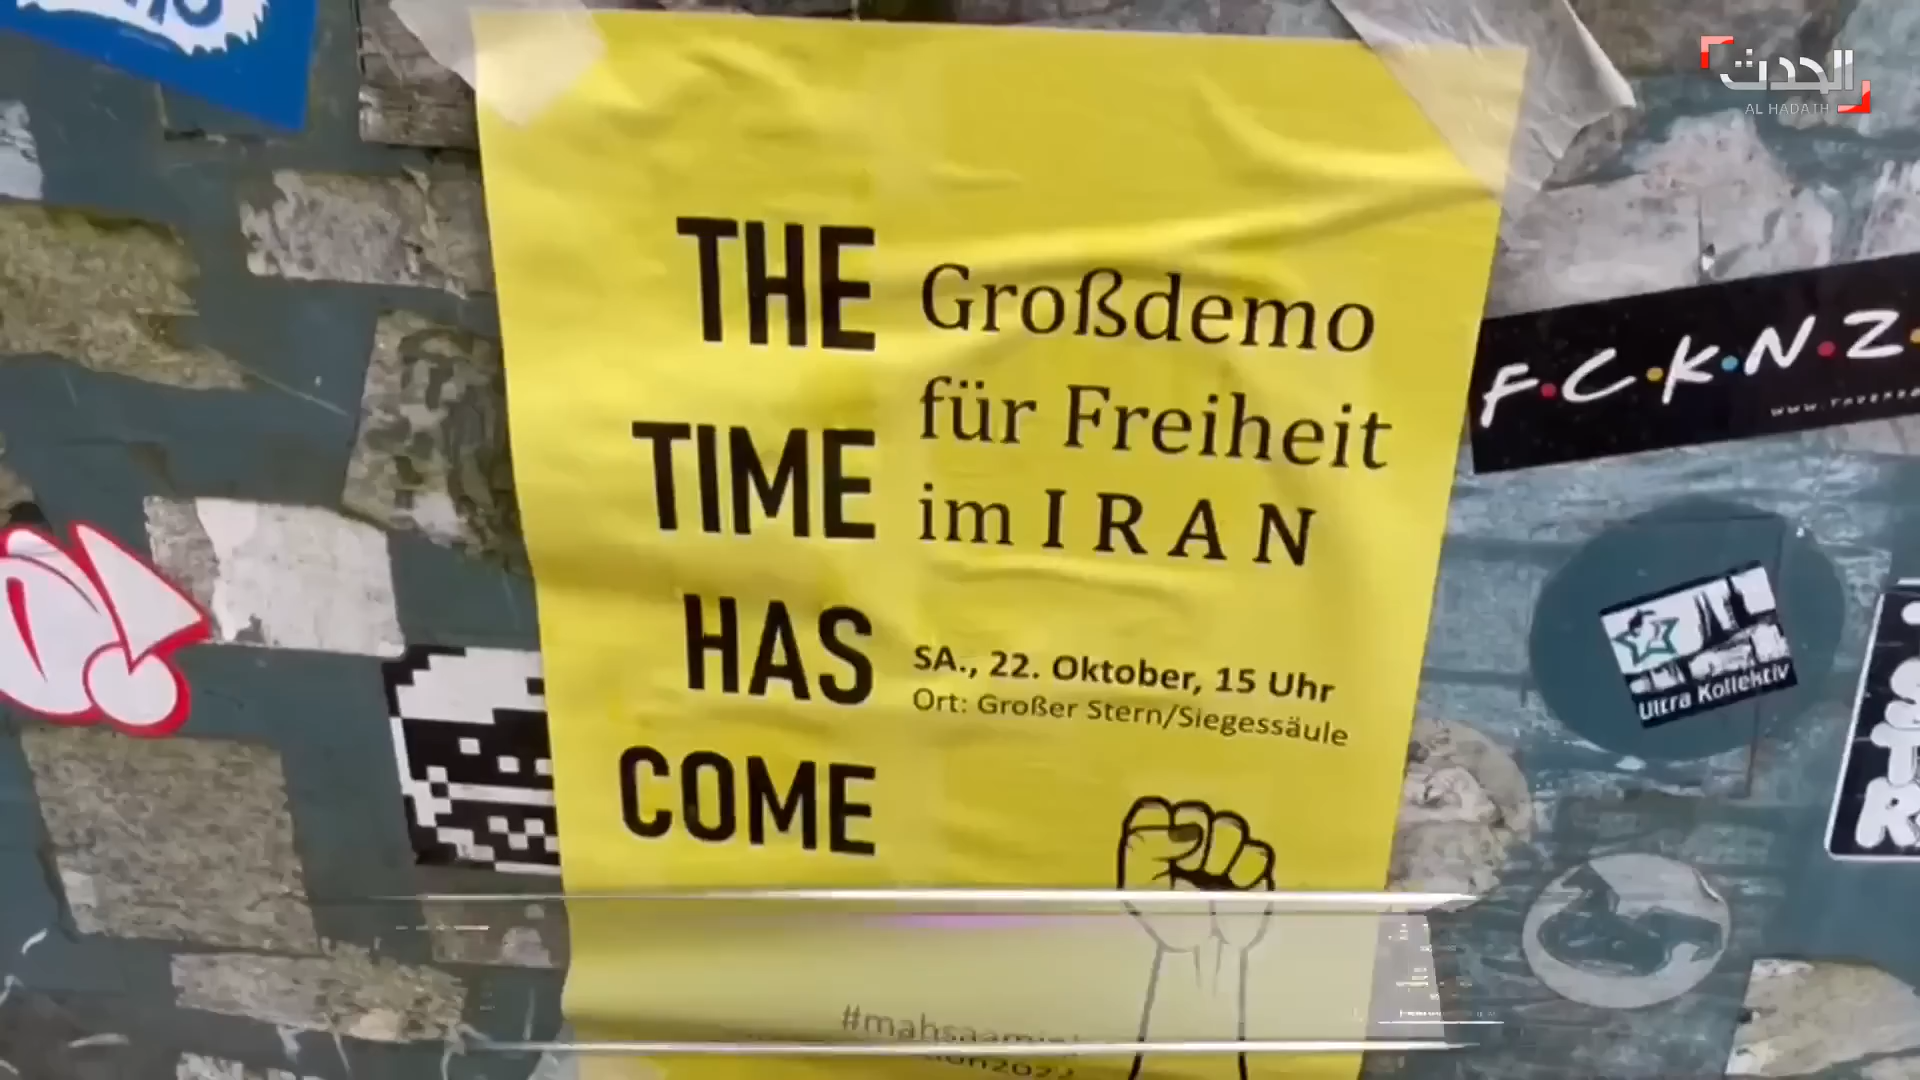 الحدث
AL HADATH
THE
TIME
HAS
COME
Großdemo
für Freiheit
im IRAN
SA., 22. Oktober, 15 Uhr
Ort: Großer Stern/Siegessäule
F.C.K.N.Z.
Ultra Kollektiv